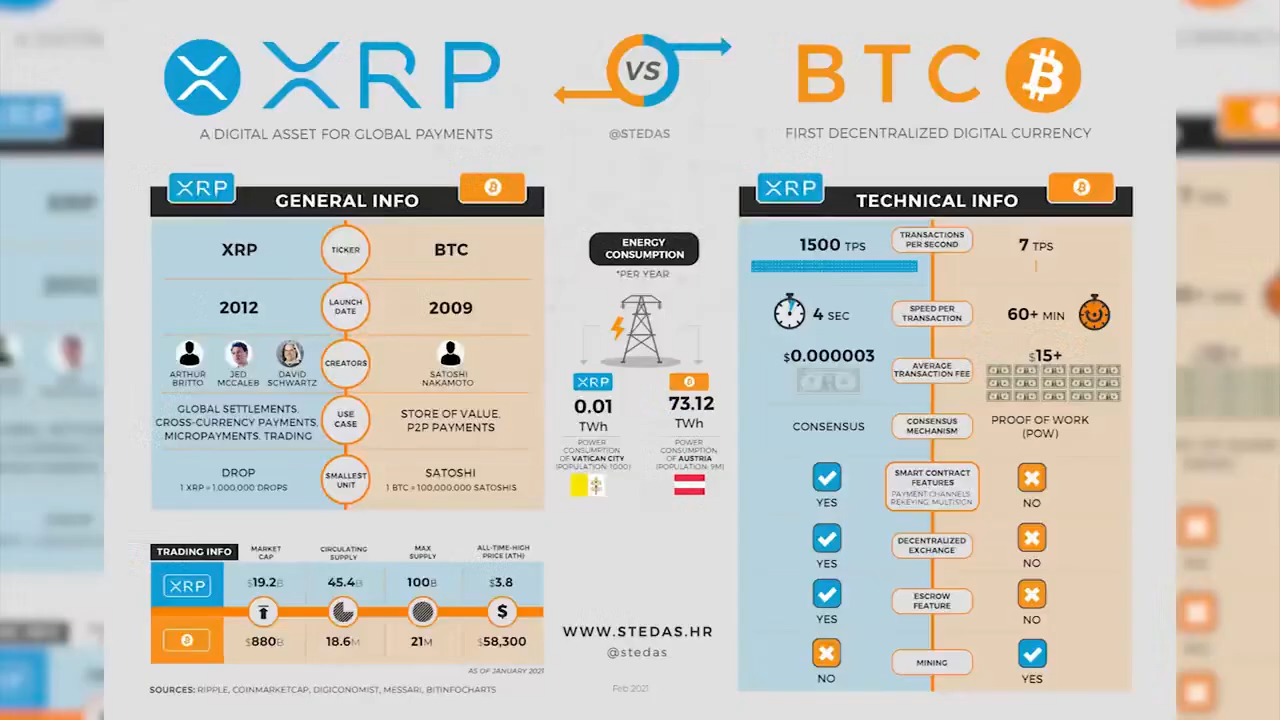 XRP
VS
BTC
A DIGITAL ASSET FOR GLOBAL PAYMENTS
@STEDAS
FIRST DECENTRALIZED DIGITAL CURRENCY
XRP
GENERAL INFO
XRP
TICKER
BTC
2012
LAUNCH
DATE
2009
ARTHUR
BRITTO
JED
MCCALEB
DAVID
SCHWARTZ
CREATORS
SATOSHI
NAKAMOTO
GLOBAL SETTLEMENTS,
CROSS-CURRENCY PAYMENTS,
MICROPAYMENTS, TRADING
USE
CASE
STORE OF VALUE,
P2P PAYMENTS
DROP
1 XRP = 1,000,000 DROPS
SMALLEST
UNIT
SATOSHI
1 BTC = 100,000,000 SATOSHIS
ENERGY
CONSUMPTION
*PER YEAR
XRP
0.01
TWh
POWER
CONSUMPTION
OF VATICAN CITY
(POPULATION: 1000)
73.12
TWh
POWER
CONSUMPTION
OF AUSTRIA
(POPULATION: 9M)
XRP
TECHNICAL INFO
1500 TPS
TRANSACTIONS
PER SECOND
7 TPS
4 SEC
SPEED PER
TRANSACTION
60+ MIN
$0.000003
AVERAGE
TRANSACTION FEE
$15+
CONSENSUS
CONSENSUS
MECHANISM
PROOF OF WORK
(POW)
YES
SMART CONTRACT
FEATURES
PAYMENT CHANNELS
REKEYING, MULTISIGN
NO
YES
DECENTRALIZED
EXCHANGE
NO
YES
ESCROW
FEATURE
NO
NO
MINING
YES
TRADING INFO
MARKET
CAP
CIRCULATING
SUPPLY
MAX
SUPPLY
ALL-TIME-HIGH
PRICE (ATH)
XRP
$19.2B
45.4B
100B
$3.8
$
$880B
18.6M
21M
$58,300
AS OF JANUARY 2021
SOURCES: RIPPLE, COINMARKETCAP, DIGICONOMIST, MESSARI, BITINFOCHARTS
WWW.STEDAS.HR
@stedas
Feb 2021